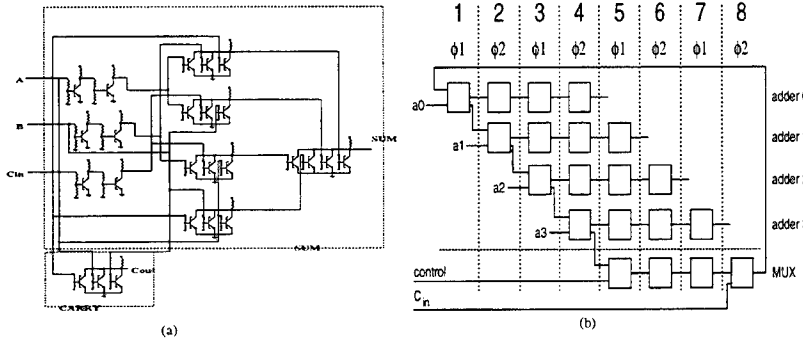 A
B
Cin
SUM
SUM
Cout
CARRY
(a)
1 2 3 4 5 6 7 8
ϕ1 ϕ2 ϕ1 ϕ2 ϕ1 ϕ2 ϕ1 ϕ2
a0
adder
a1
adder
a2
adder
a3
adder
control
MUX
Cin
(b)